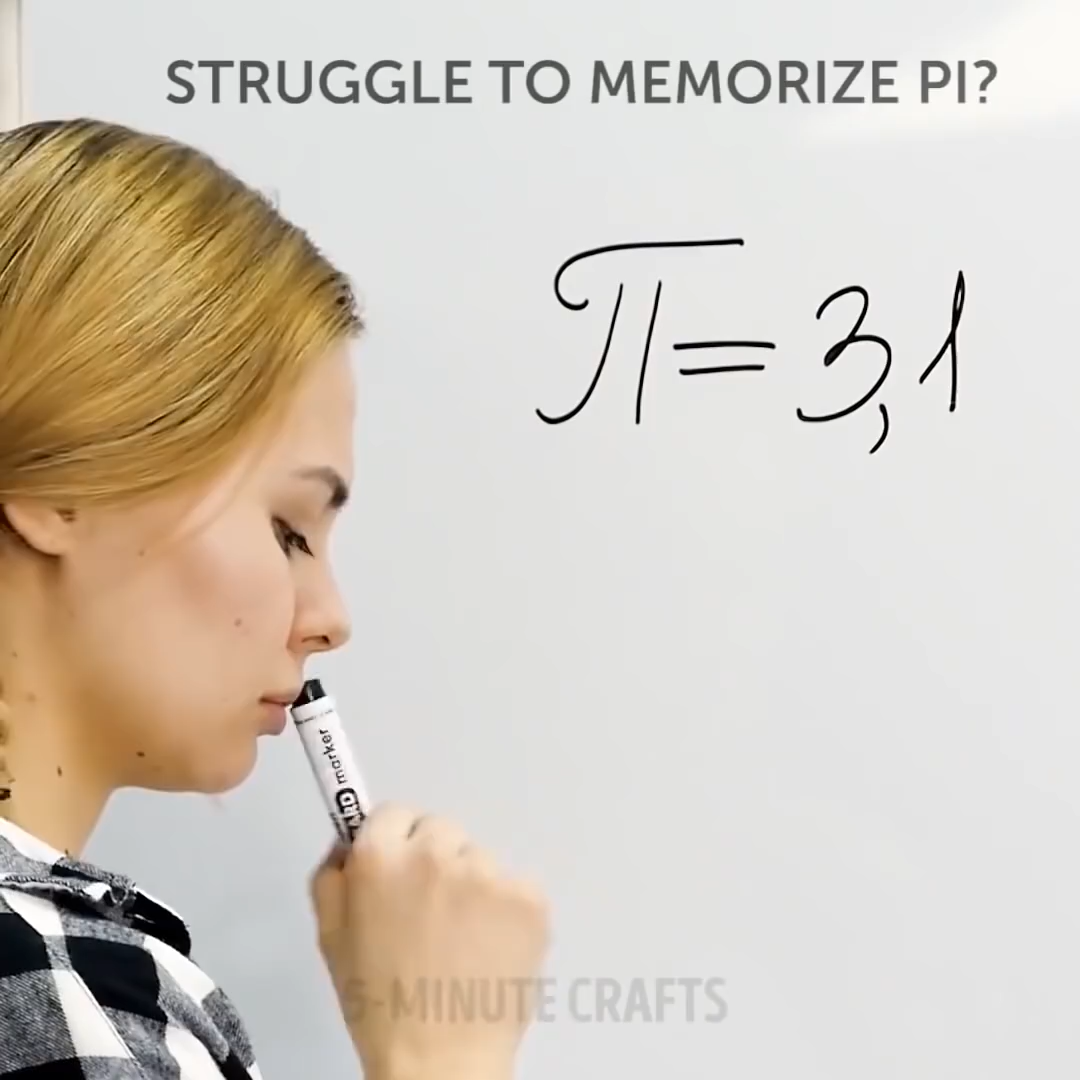 STRUGGLE TO MEMORIZE PI?
π= 3,1
marker
5-MINUTE CRAFTS